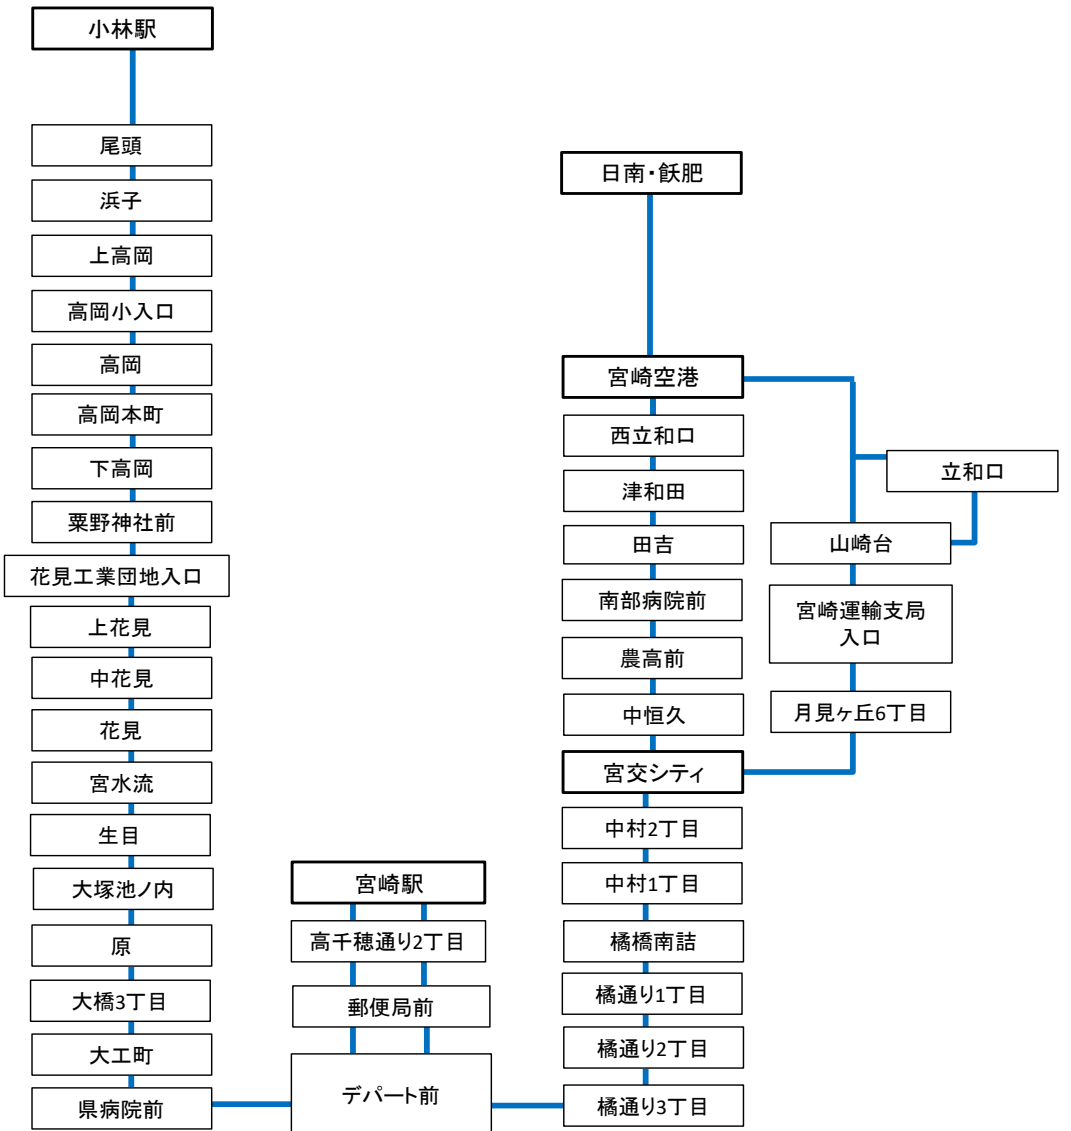 小林駅
尾頭
浜子
上高岡
高岡小入口
高岡
高岡本町
下高岡
粟野神社前
花見工業団地入口
上花見
中花見
花見
宮水流
生目
大塚池ノ内
原
大橋3丁目
大工町
県病院前
宮崎駅
高千穂通り2丁目
郵便局前
デパート前
日南・飫肥
宮崎空港
西立和口
津和田
田吉
南部病院前
農高前
中恒久
宮交シティ
中村2丁目
中村1丁目
橘橋南詰
橘通り1丁目
橘通り2丁目
橘通り3丁目
立和口
山崎台
宮崎運輸支局
入口
月見ヶ丘6丁目